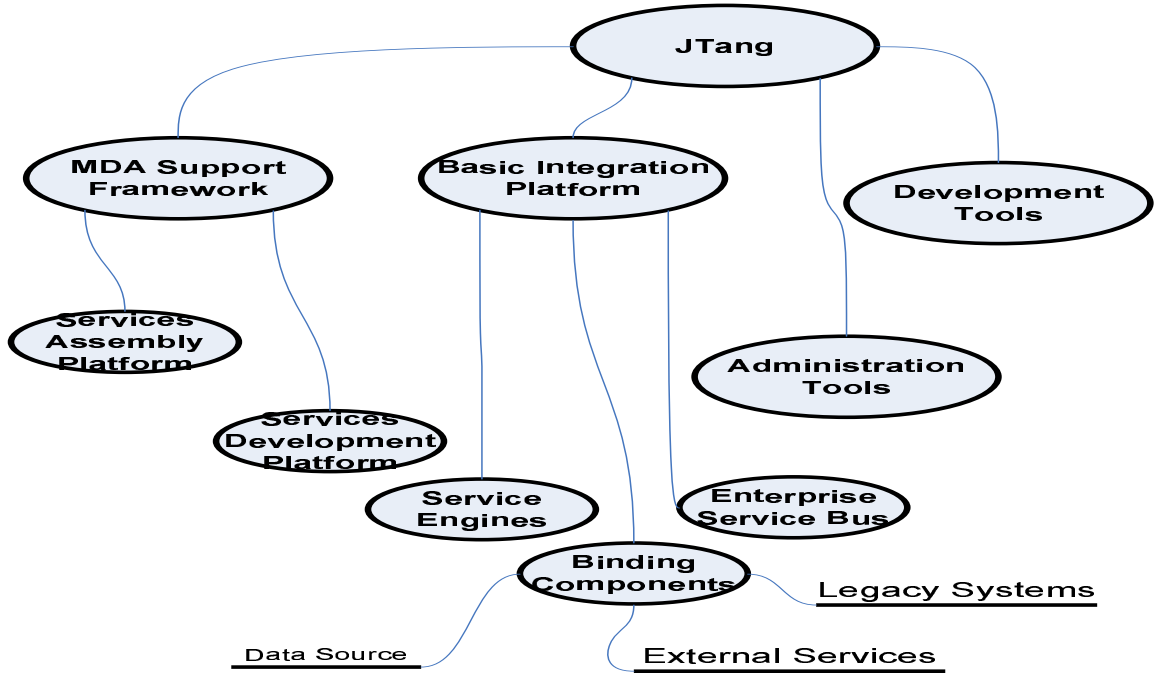 JTang
MDA Support
Framework
Basic Integration
Platform
Development
Tools
Services
Assembly
Platform
Administration
Tools
Services
Development
Platform
Service
Engines
Enterprise
Service Bus
Binding
Components
Legacy Systems
Data Source
External Services